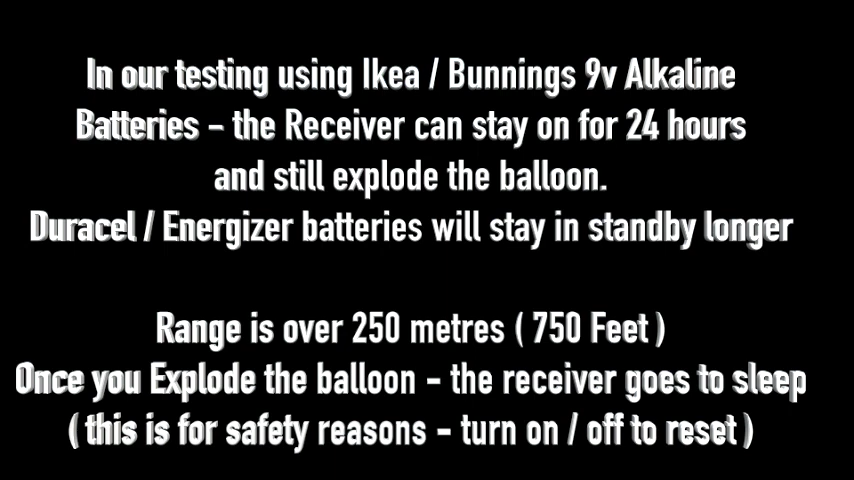 In our testing using Ikea / Bunnings 9v Alkaline
Batteries - the Receiver can stay on for 24 hours
and still explode the balloon.
Duracel / Energizer batteries will stay in standby longer
Range is over 250 metres ( 750 Feet )
Once you Explode the balloon - the receiver goes to sleep
( this is for safety reasons - turn on / off to reset )